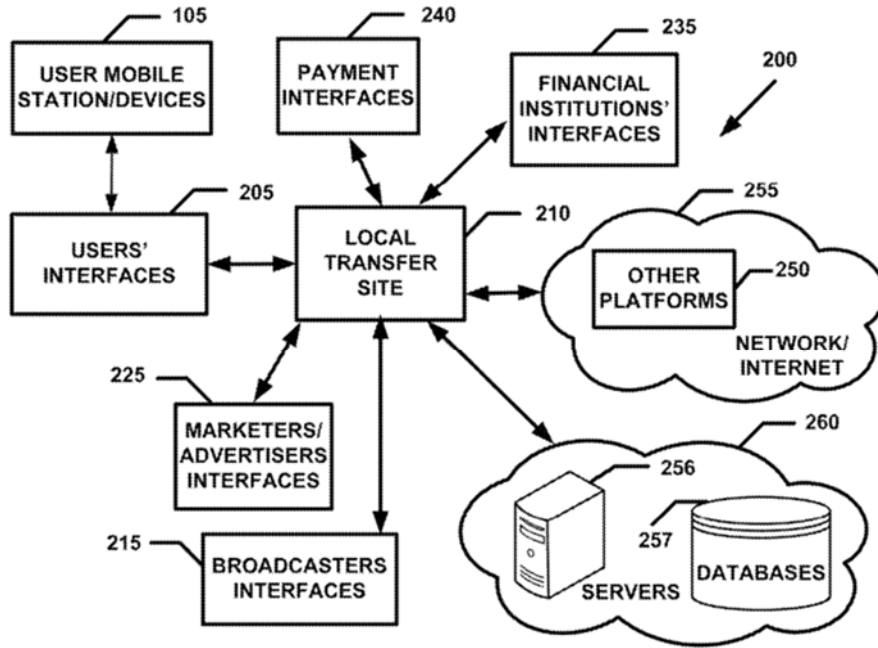 105
USER MOBILE
STATION/DEVICES
240
PAYMENT
INTERFACES
235
FINANCIAL
INSTITUTIONS'
INTERFACES
200
205
USERS'
INTERFACES
210
LOCAL
TRANSFER
SITE
255
OTHER
PLATFORMS
250
NETWORK/
INTERNET
225
MARKETERS/
ADVERTISERS
INTERFACES
215
BROADCASTERS
INTERFACES
260
256
257
SERVERS
DATABASES